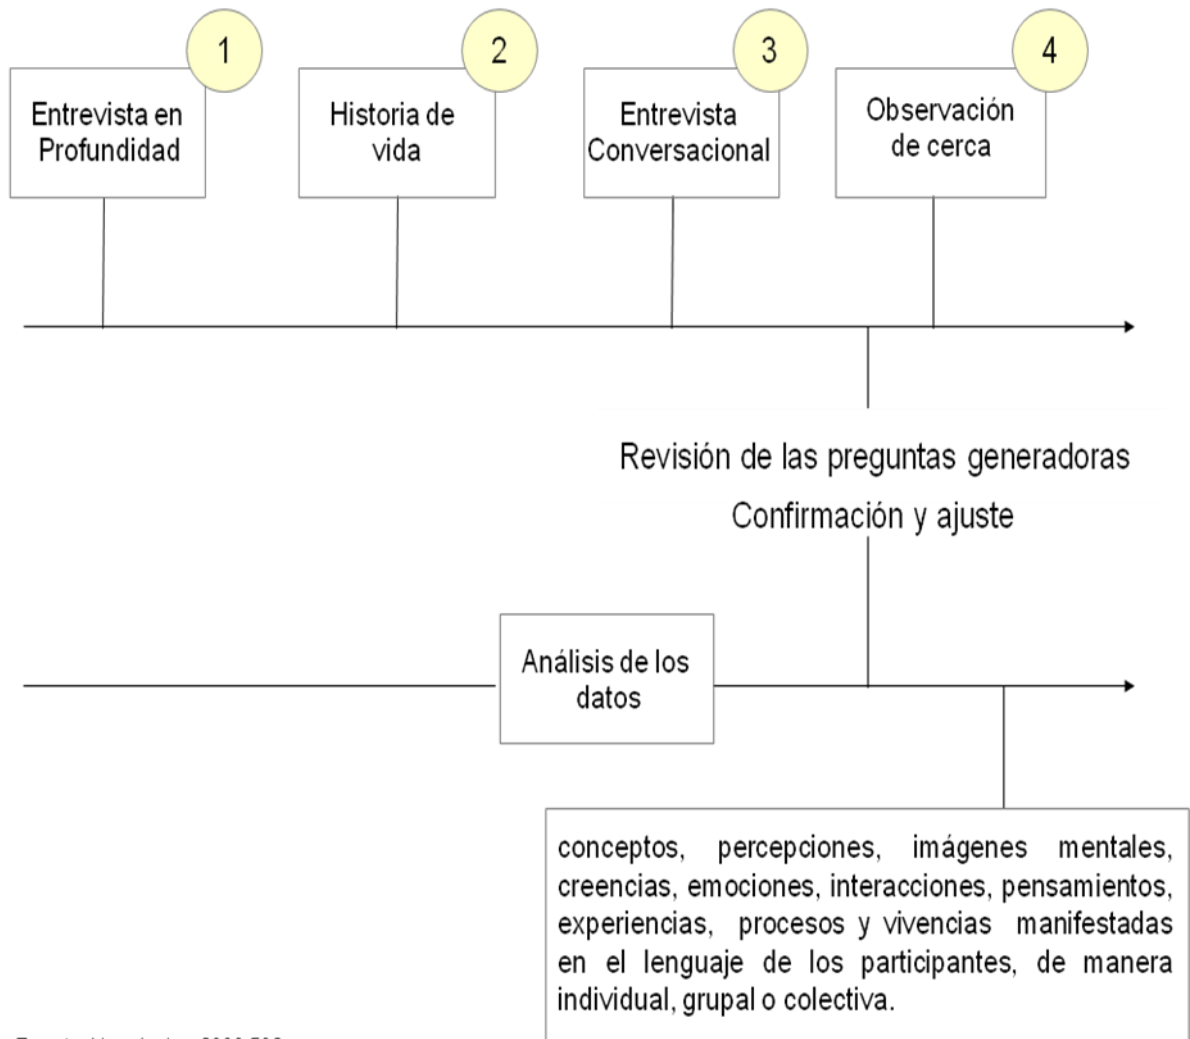 1
Entrevista en
Profundidad
2
Historia de
vida
3
Entrevista
Conversacional
4
Observación
de cerca
Revisión de las preguntas generadoras
Confirmación y ajuste
Análisis de los
datos
conceptos, percepciones, imágenes mentales,
creencias, emociones, interacciones, pensamientos,
experiencias, procesos y vivencias manifestadas
en el lenguaje de los participantes, de manera
individual, grupal o colectiva.